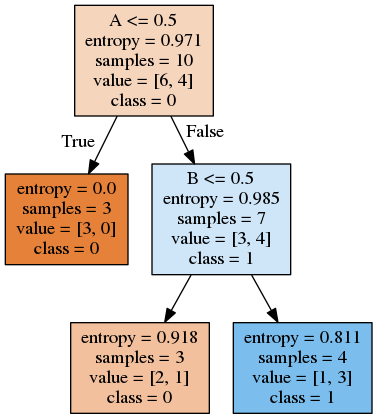 A <= 0.5
entropy = 0.971
samples = 10
value = [6, 4]
class = 0
True
False
entropy = 0.0
samples = 3
value = [3, 0]
class = 0
B <= 0.5
entropy = 0.985
samples = 7
value = [3, 4]
class = 1
entropy = 0.918
samples = 3
value = [2, 1]
class = 0
entropy = 0.811
samples = 4
value = [1, 3]
class = 1